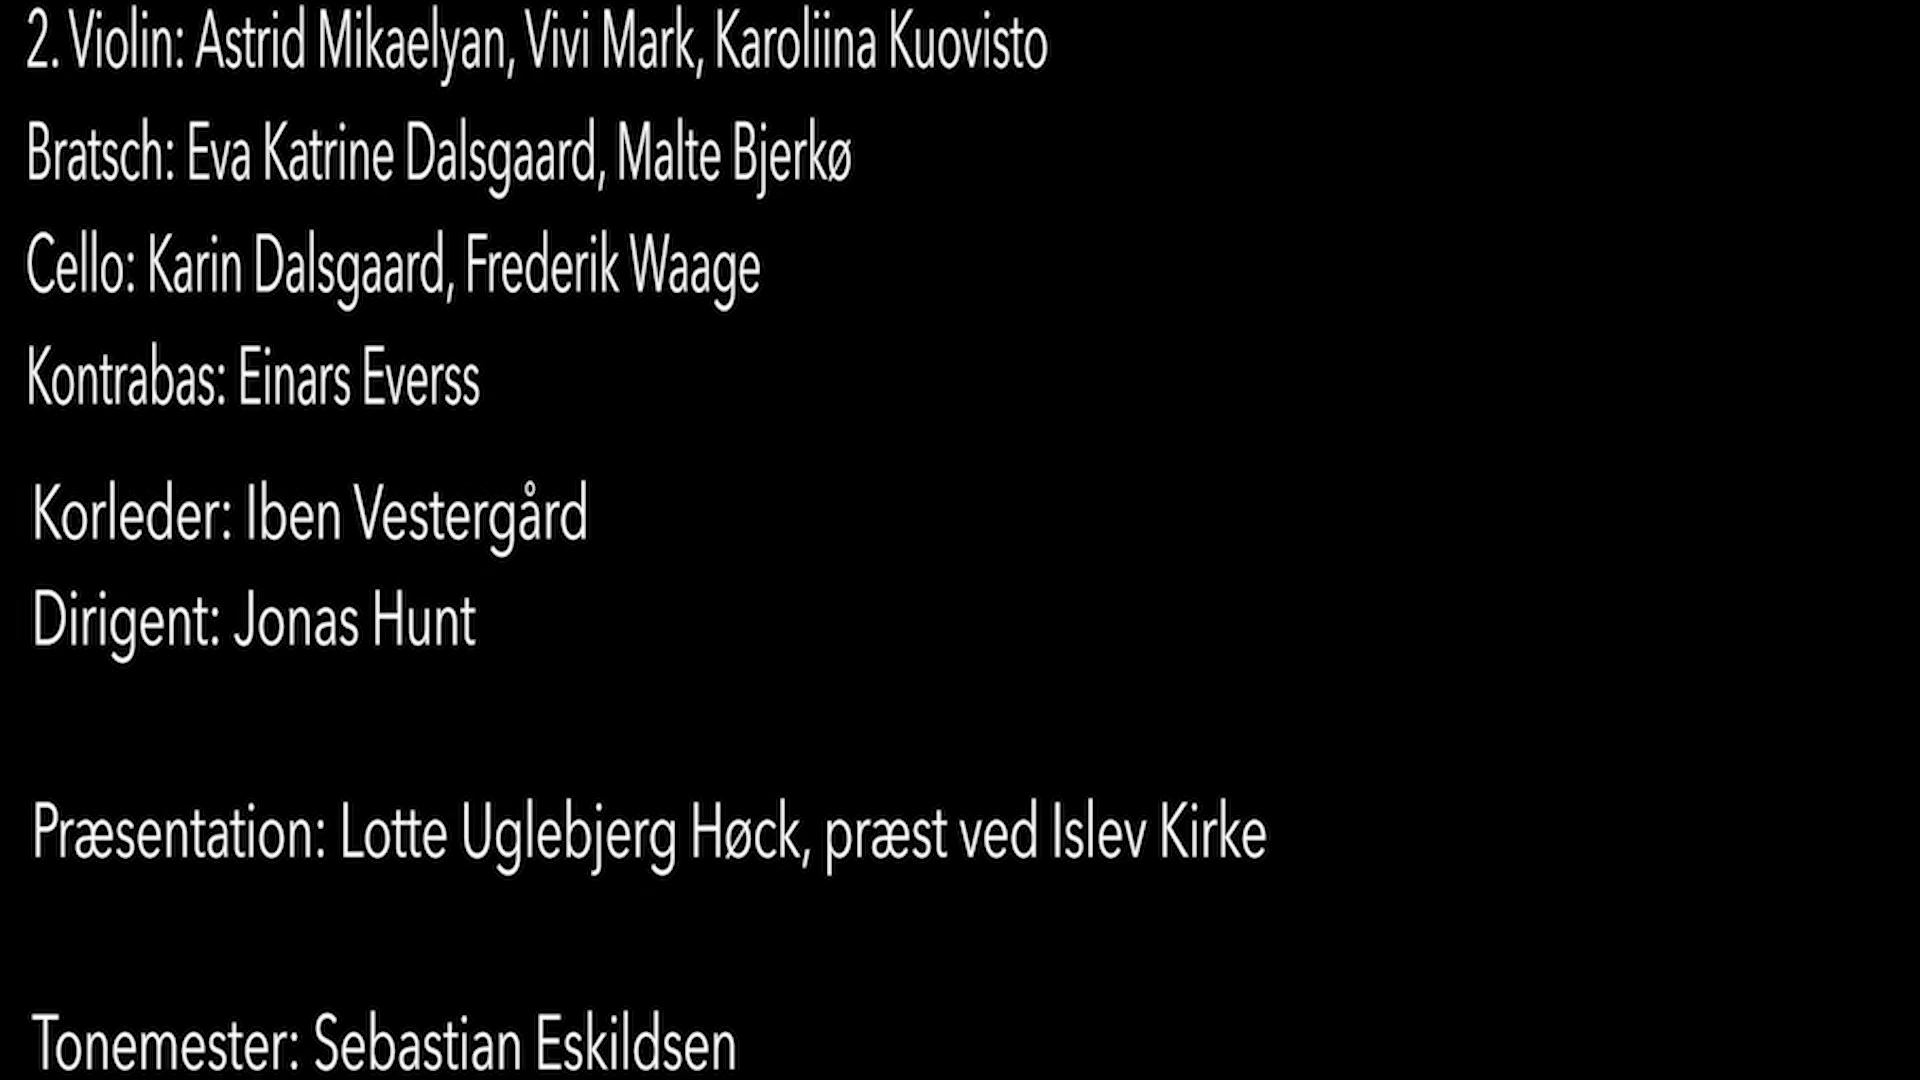 2. Violin: Astrid Mikaelyan, Vivi Mark, Karoliina Kuovisto
Bratsch: Eva Katrine Dalsgaard, Malte Bjerkø
Cello: Karin Dalsgaard, Frederik Waage
Kontrabas: Einars Everss
Korleder: Iben Vestergård
Dirigent: Jonas Hunt
Præsentation: Lotte Uglebjerg Høck, præst ved Islev Kirke
Tonemester: Sebastian Eskildsen